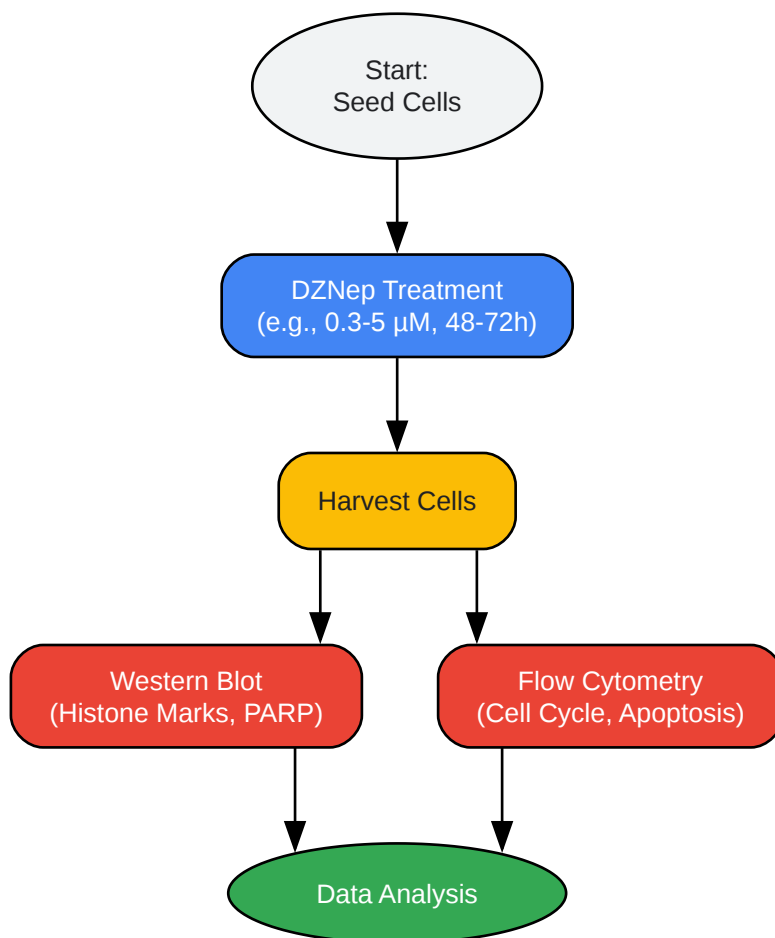 Start:
Seed Cells
DZNep Treatment
(e.g., 0.3-5 µM, 48-72h)
Harvest Cells
Western Blot
(Histone Marks, PARP)
Flow Cytometry
(Cell Cycle, Apoptosis)
Data Analysis